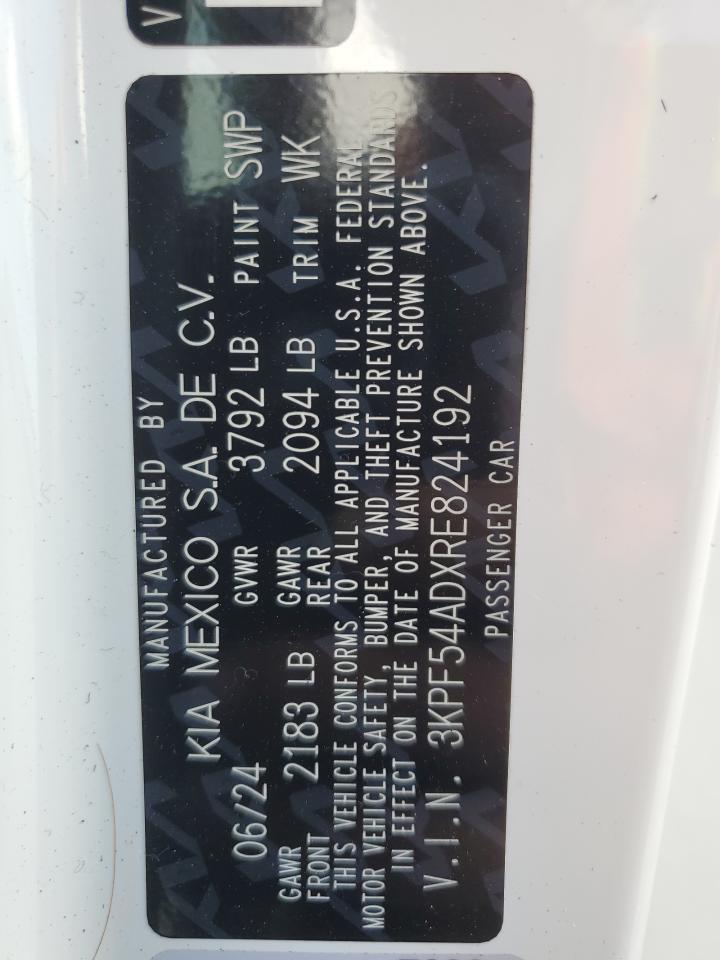 V
MANUFACTURED BY
KIA MEXICO S.A. DE C.V.
06/24 GVWR 3792 LB PAINT SWP
GAWR FRONT 2183 LB GAWR REAR 2094 LB TRIM WK
THIS VEHICLE CONFORMS TO ALL APPLICABLE U.S.A. FEDERAL
MOTOR VEHICLE SAFETY, BUMPER, AND THEFT PREVENTION STANDARDS
IN EFFECT ON THE DATE OF MANUFACTURE SHOWN ABOVE.
V.I.N. 3KPF54ADXRE824192
PASSENGER CAR